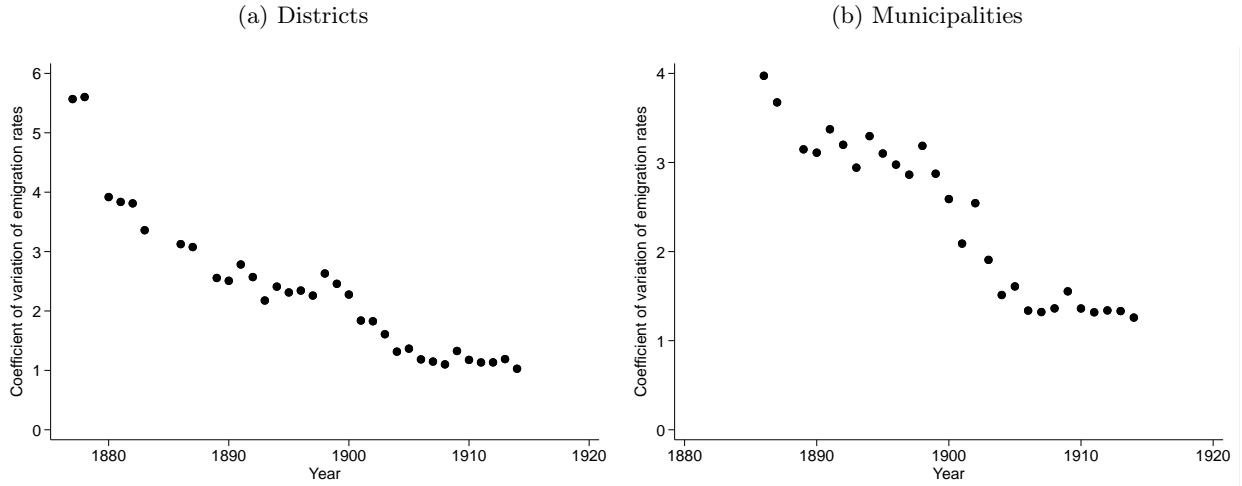 (a) Districts
Coefficient of variation of emigration rates
6
5
4
3
2
1
0
1880 1890 1900 1910 1920
Year
(b) Municipalities
Coefficient of variation of emigration rates
4
3
2
1
0
1880 1890 1900 1910 1920
Year